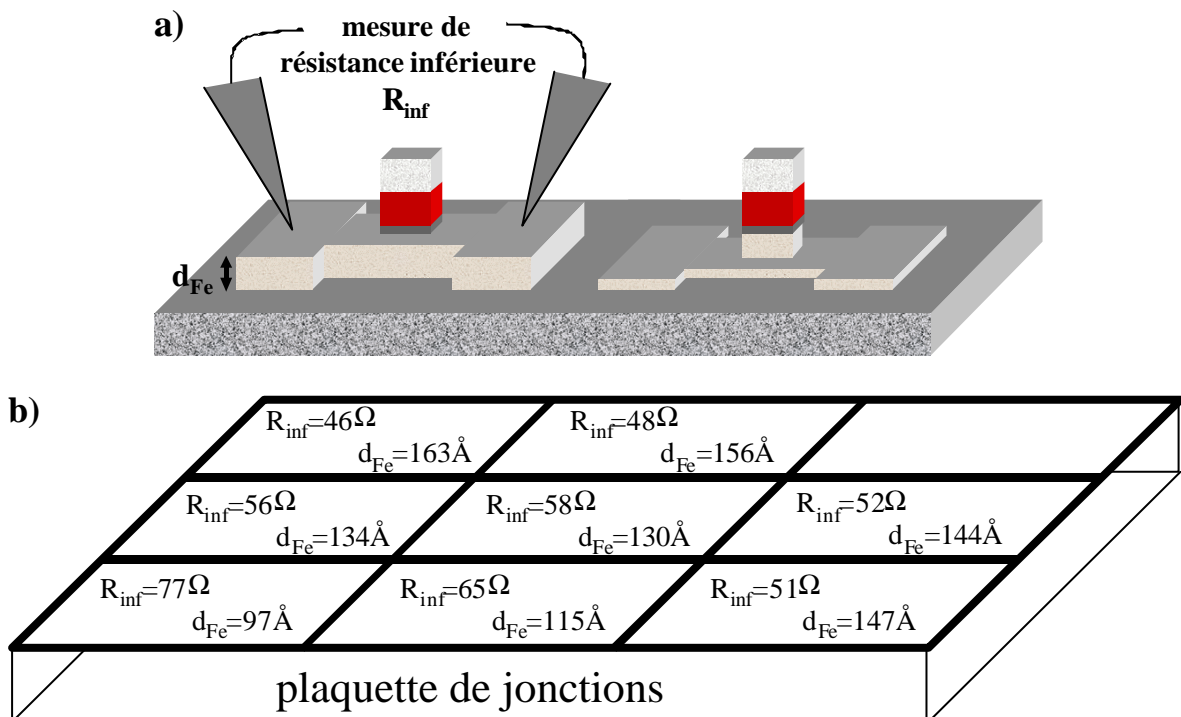 a)
mesure de
résistance inférieure
R_inf
d_Fe
b)
R_inf=46Ω
d_Fe=163Å
R_inf=48Ω
d_Fe=156Å
R_inf=56Ω
d_Fe=134Å
R_inf=58Ω
d_Fe=130Å
R_inf=52Ω
d_Fe=144Å
R_inf=77Ω
d_Fe=97Å
R_inf=65Ω
d_Fe=115Å
R_inf=51Ω
d_Fe=147Å
plaquette de jonctions